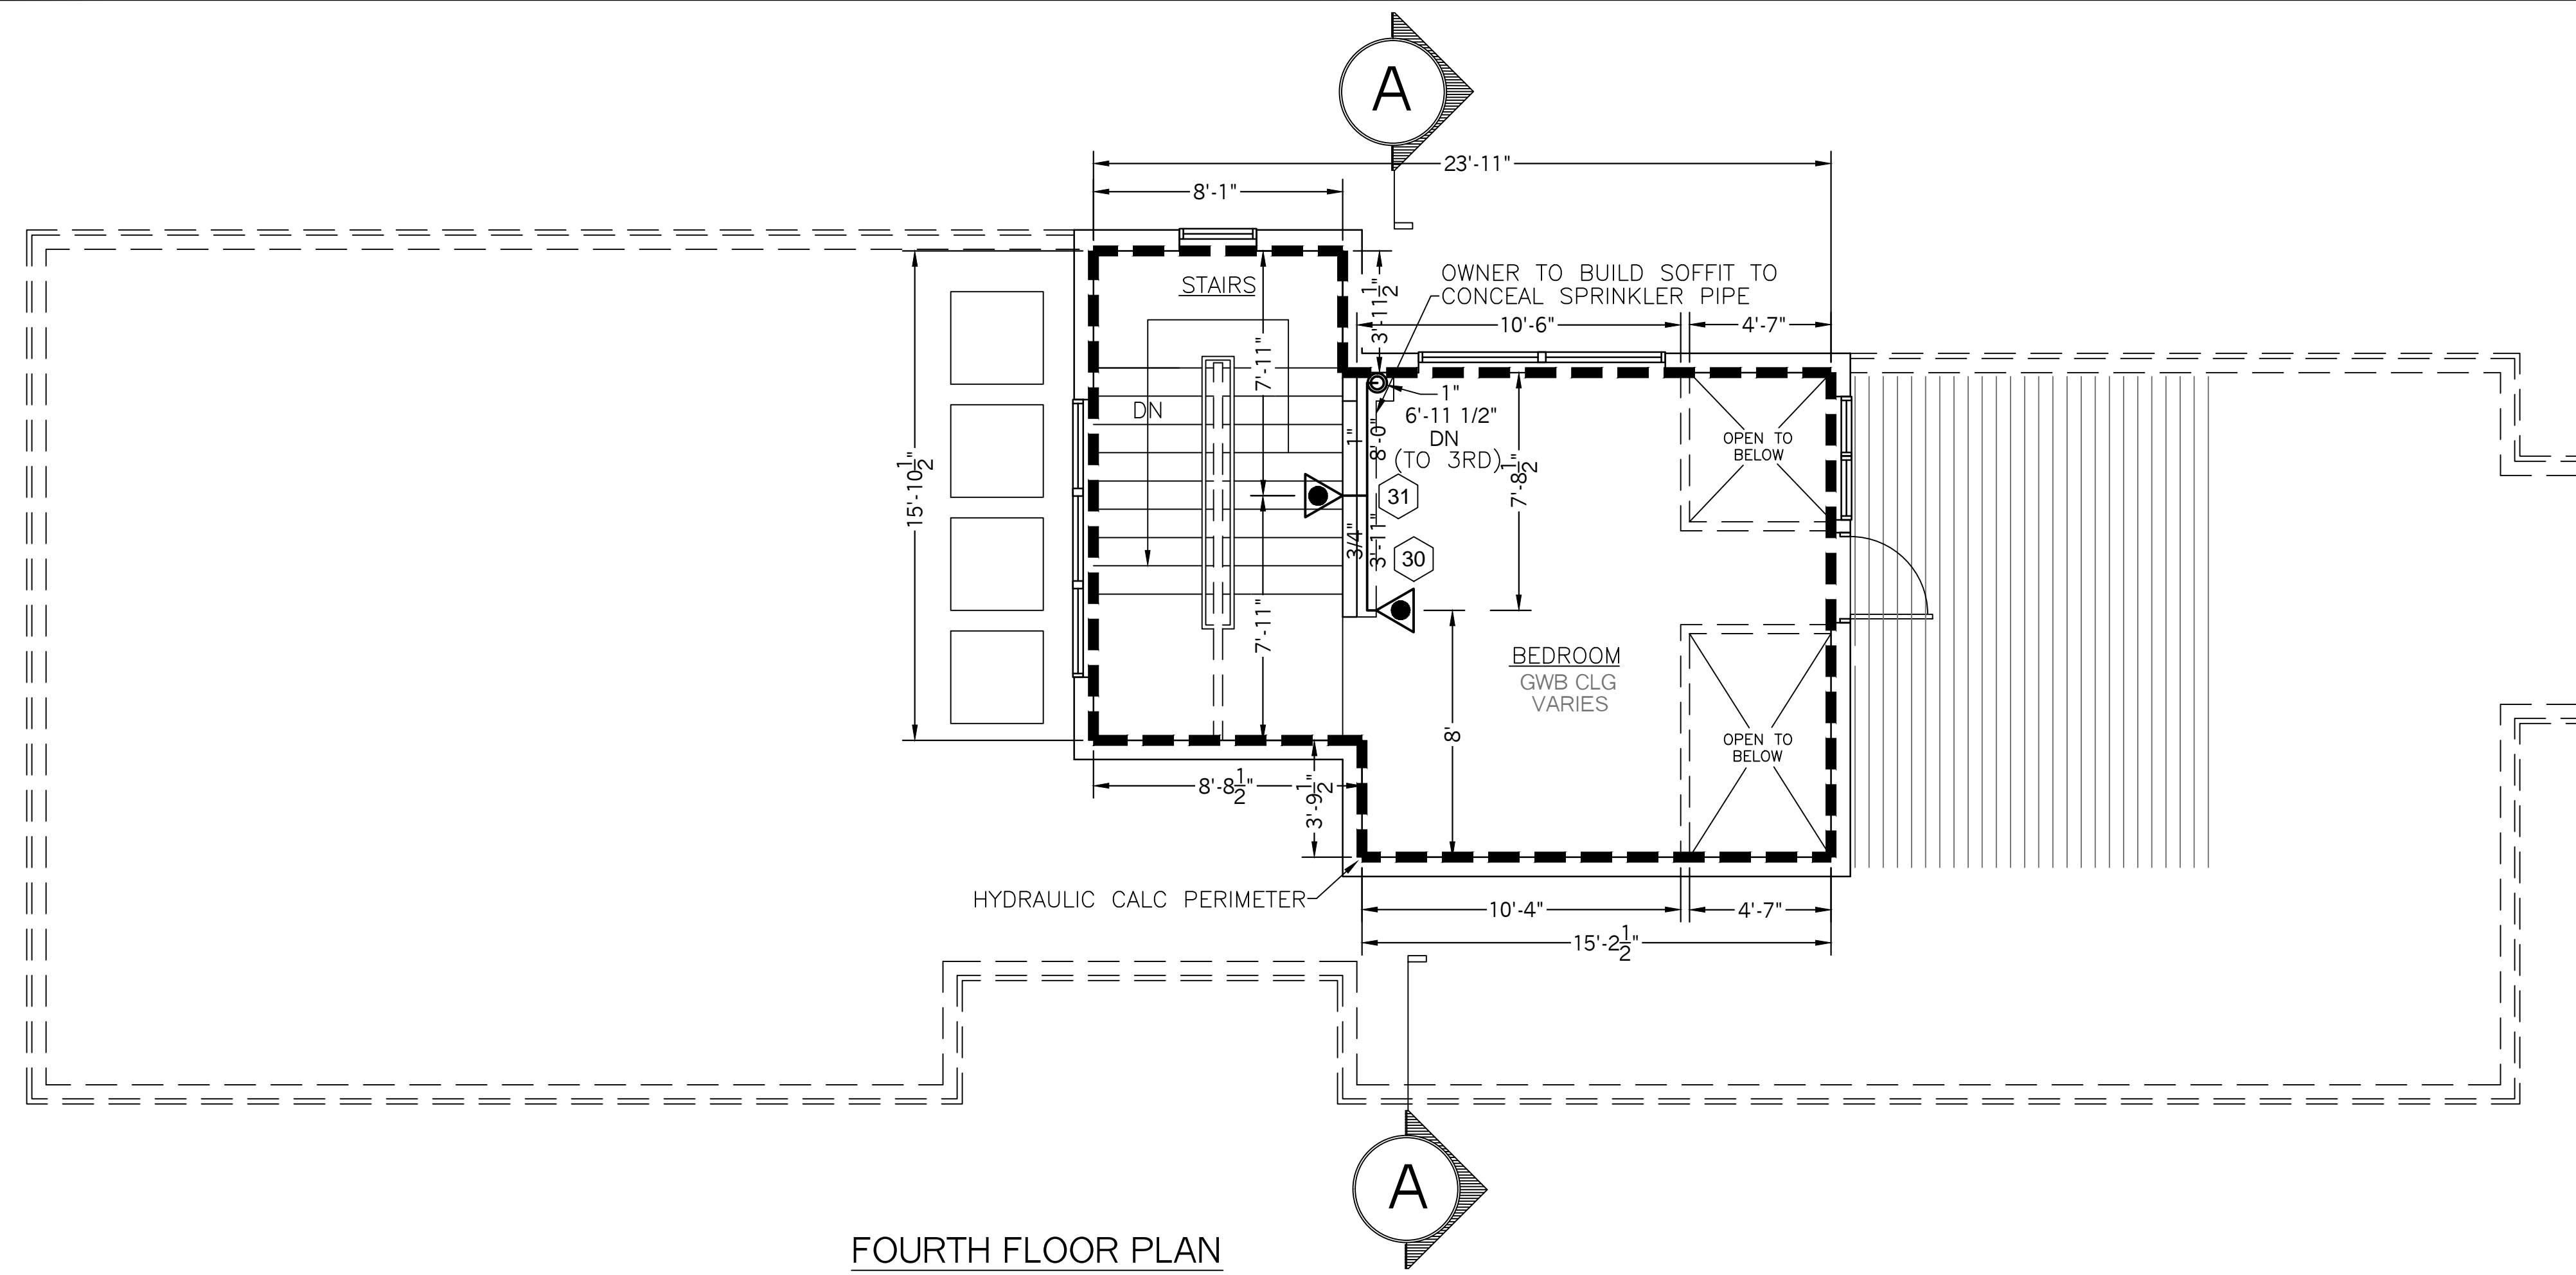 A
23'-11"
8'-1"
STAIRS
3'-11 1/2"
OWNER TO BUILD SOFFIT TO
CONCEAL SPRINKLER PIPE
10'-6"
4'-7"
7'-11"
DN
1"
6'-11 1/2"
DN
(TO 3RD)
1"
8'-0"
7'-8 1/2"
OPEN TO
BELOW
15'-10 1/2"
31
3/4"
3'-11"
30
7'-11"
BEDROOM
GWB CLG
VARIES
8'
OPEN TO
BELOW
8'-8 1/2"
3'-9 1/2"
HYDRAULIC CALC PERIMETER
10'-4"
4'-7"
15'-2 1/2"
A
FOURTH FLOOR PLAN